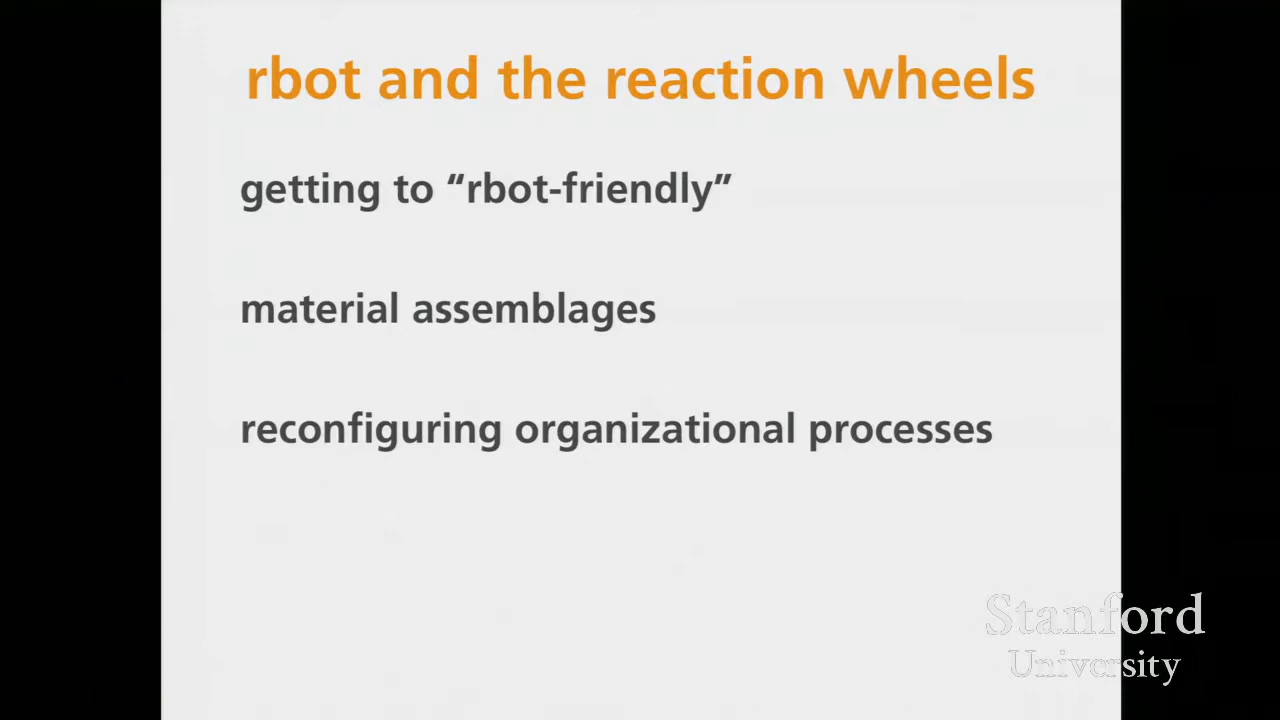 rbot and the reaction wheels
getting to “rbot-friendly”
material assemblages
reconfiguring organizational processes
Stanford
University